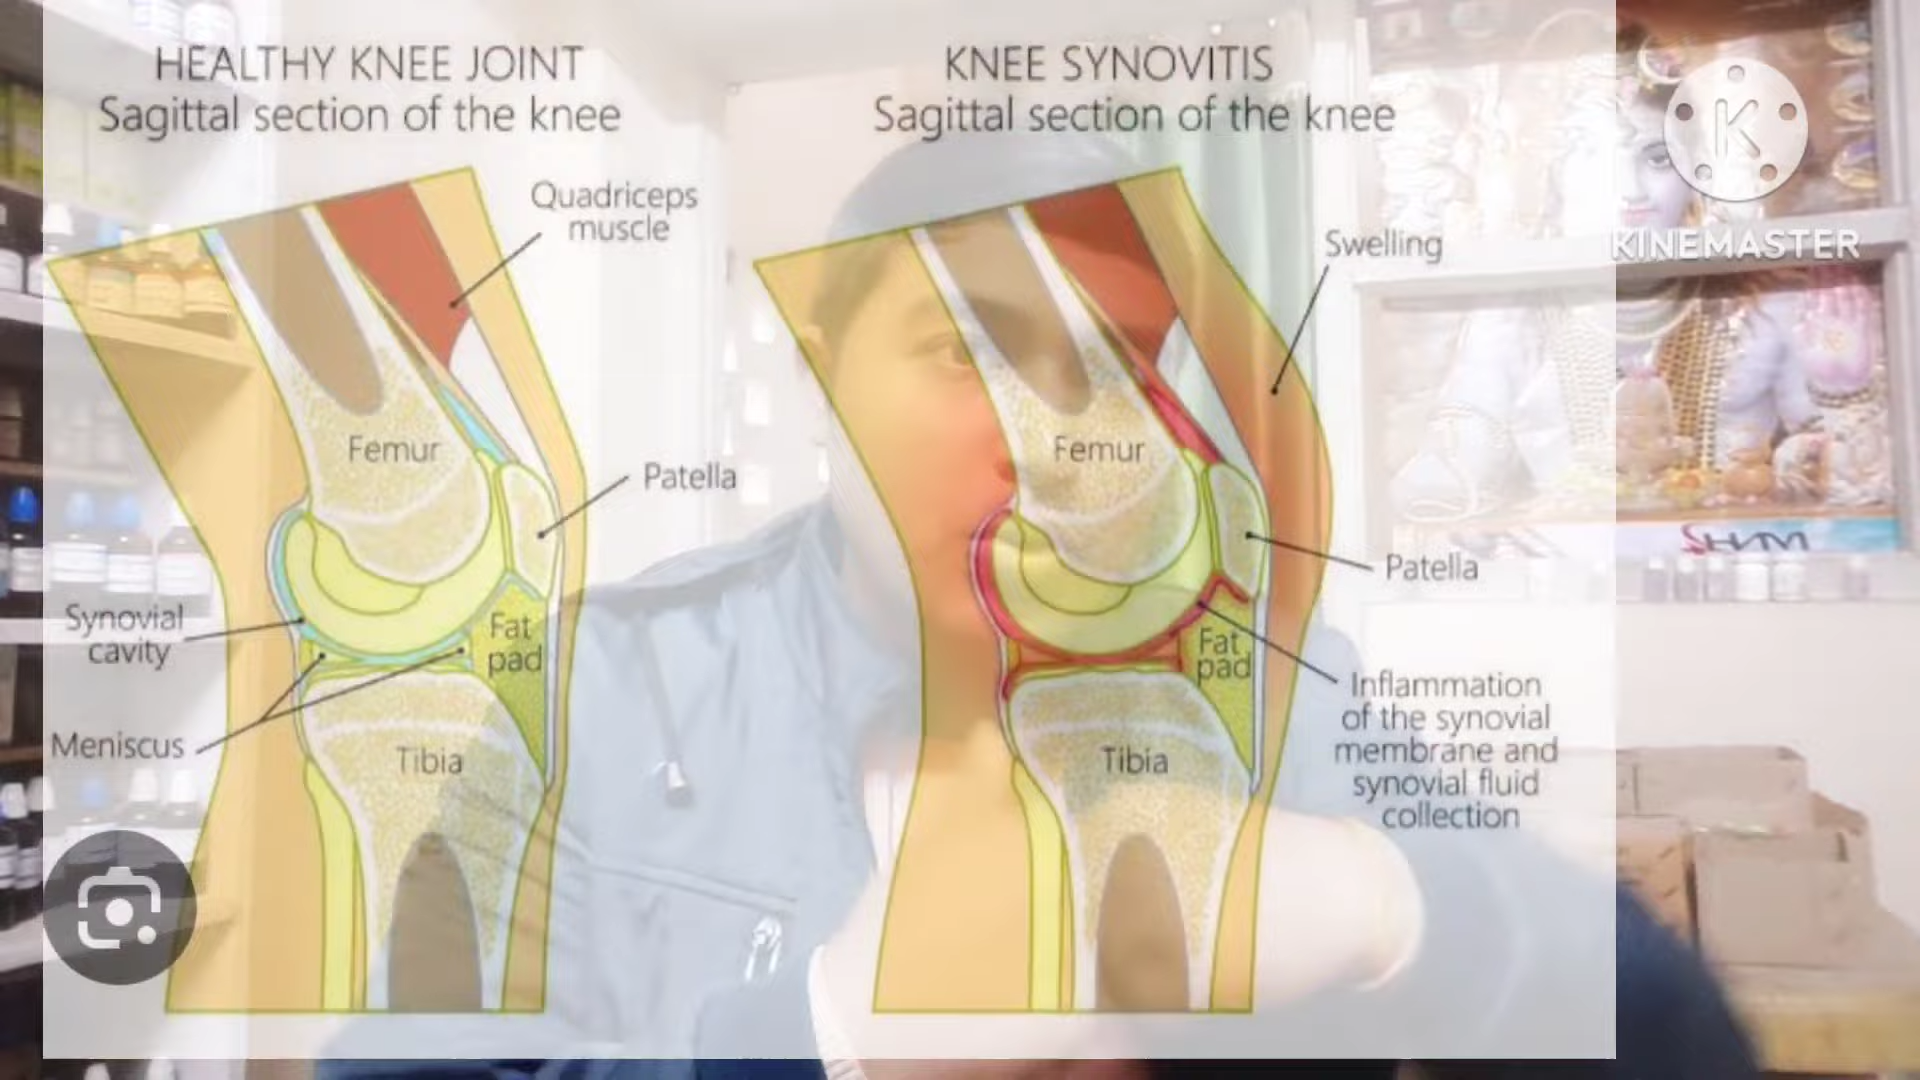 HEALTHY KNEE JOINT
Sagittal section of the knee
Quadriceps
muscle
Femur
Patella
Synovial
cavity
Fat
pad
Meniscus
Tibia
KNEE SYNOVITIS
Sagittal section of the knee
Swelling
Femur
Patella
Fat
pad
Inflammation
of the synovial
membrane and
synovial fluid
collection
Tibia
K
KINEMASTER